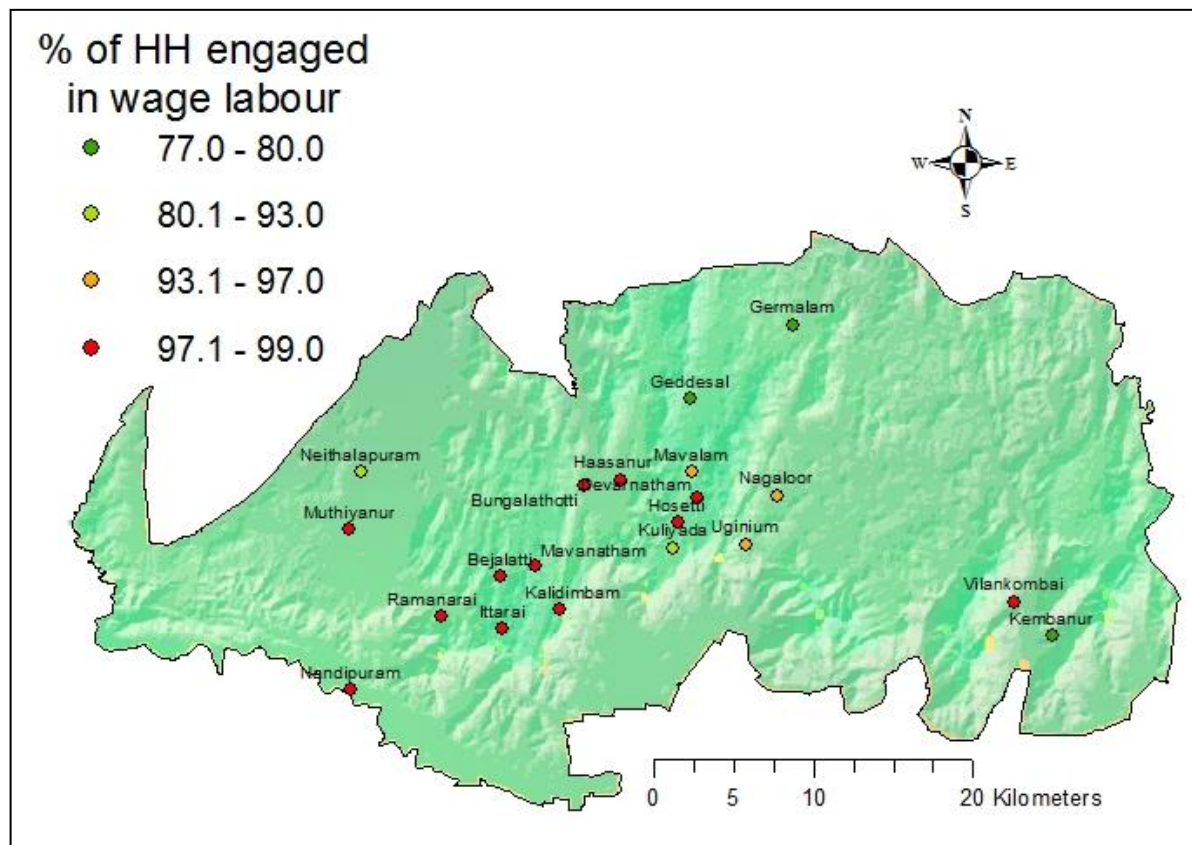 % of HH engaged
in wage labour
77.0 - 80.0
80.1 - 93.0
93.1 - 97.0
97.1 - 99.0
N
W E
S
Germalam
Geddesal
Neithalapuram
Haasanur
Mavalam
Devarnatham
Nagaloor
Bungalathotti
Muthiyanur
Hosetti
Kuliyada
Uginium
Mavanatham
Bejalatti
Kalidimbam
Ramanarai
Ittarai
Vilankombai
Kembanur
Nandipuram
0 5 10 20 Kilometers